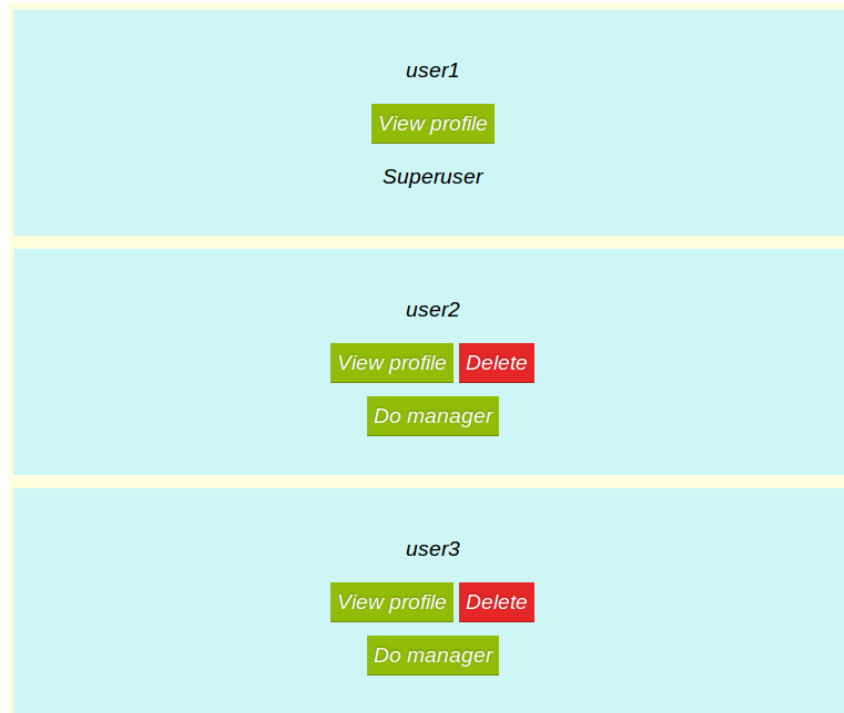 user1
View profile
Superuser
user2
View profile Delete
Do manager
user3
View profile Delete
Do manager